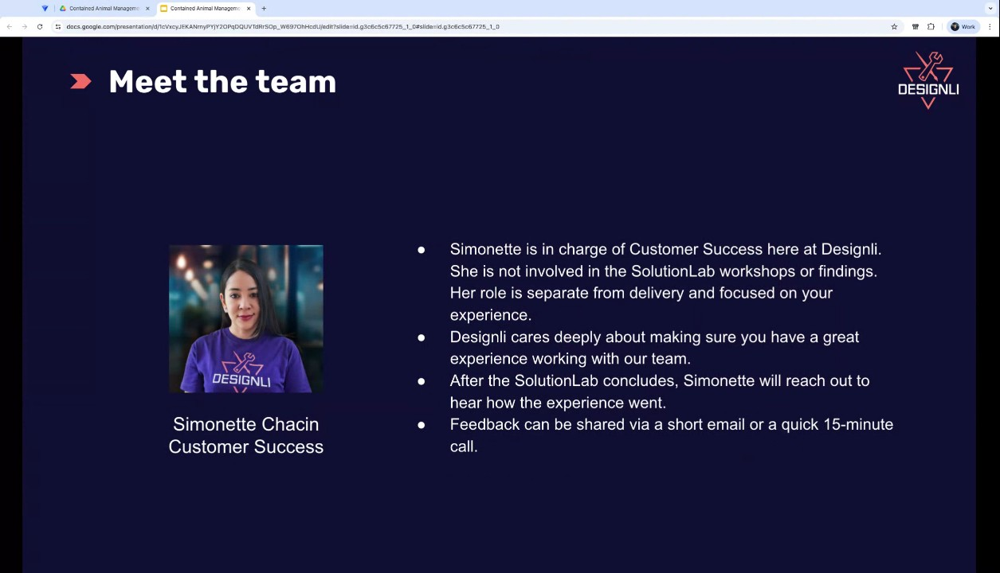 Contained Animal Manageme
Contained Animal Manageme
docs.google.com/presentation/d/1cVxcyJEKANrnyPYjY2OPqDQUVTdRrSOp_W697OhHcdU/edit?slide=id.g3c6c5c67725_1_0#slide=id.g3c6c5c67725_1_0
Work
Meet the team
DESIGNLI
DESIGNLI
Simonette Chacin
Customer Success
● Simonette is in charge of Customer Success here at Designli.
She is not involved in the SolutionLab workshops or findings.
Her role is separate from delivery and focused on your
experience.
● Designli cares deeply about making sure you have a great
experience working with our team.
● After the SolutionLab concludes, Simonette will reach out to
hear how the experience went.
● Feedback can be shared via a short email or a quick 15-minute
call.